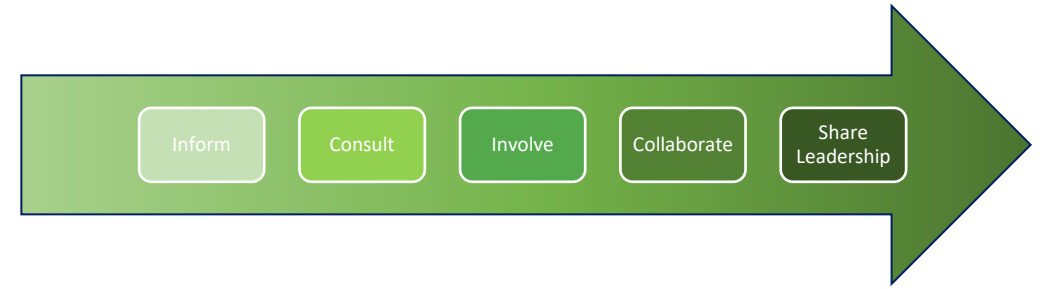 Inform
Consult
Involve
Collaborate
Share
Leadership